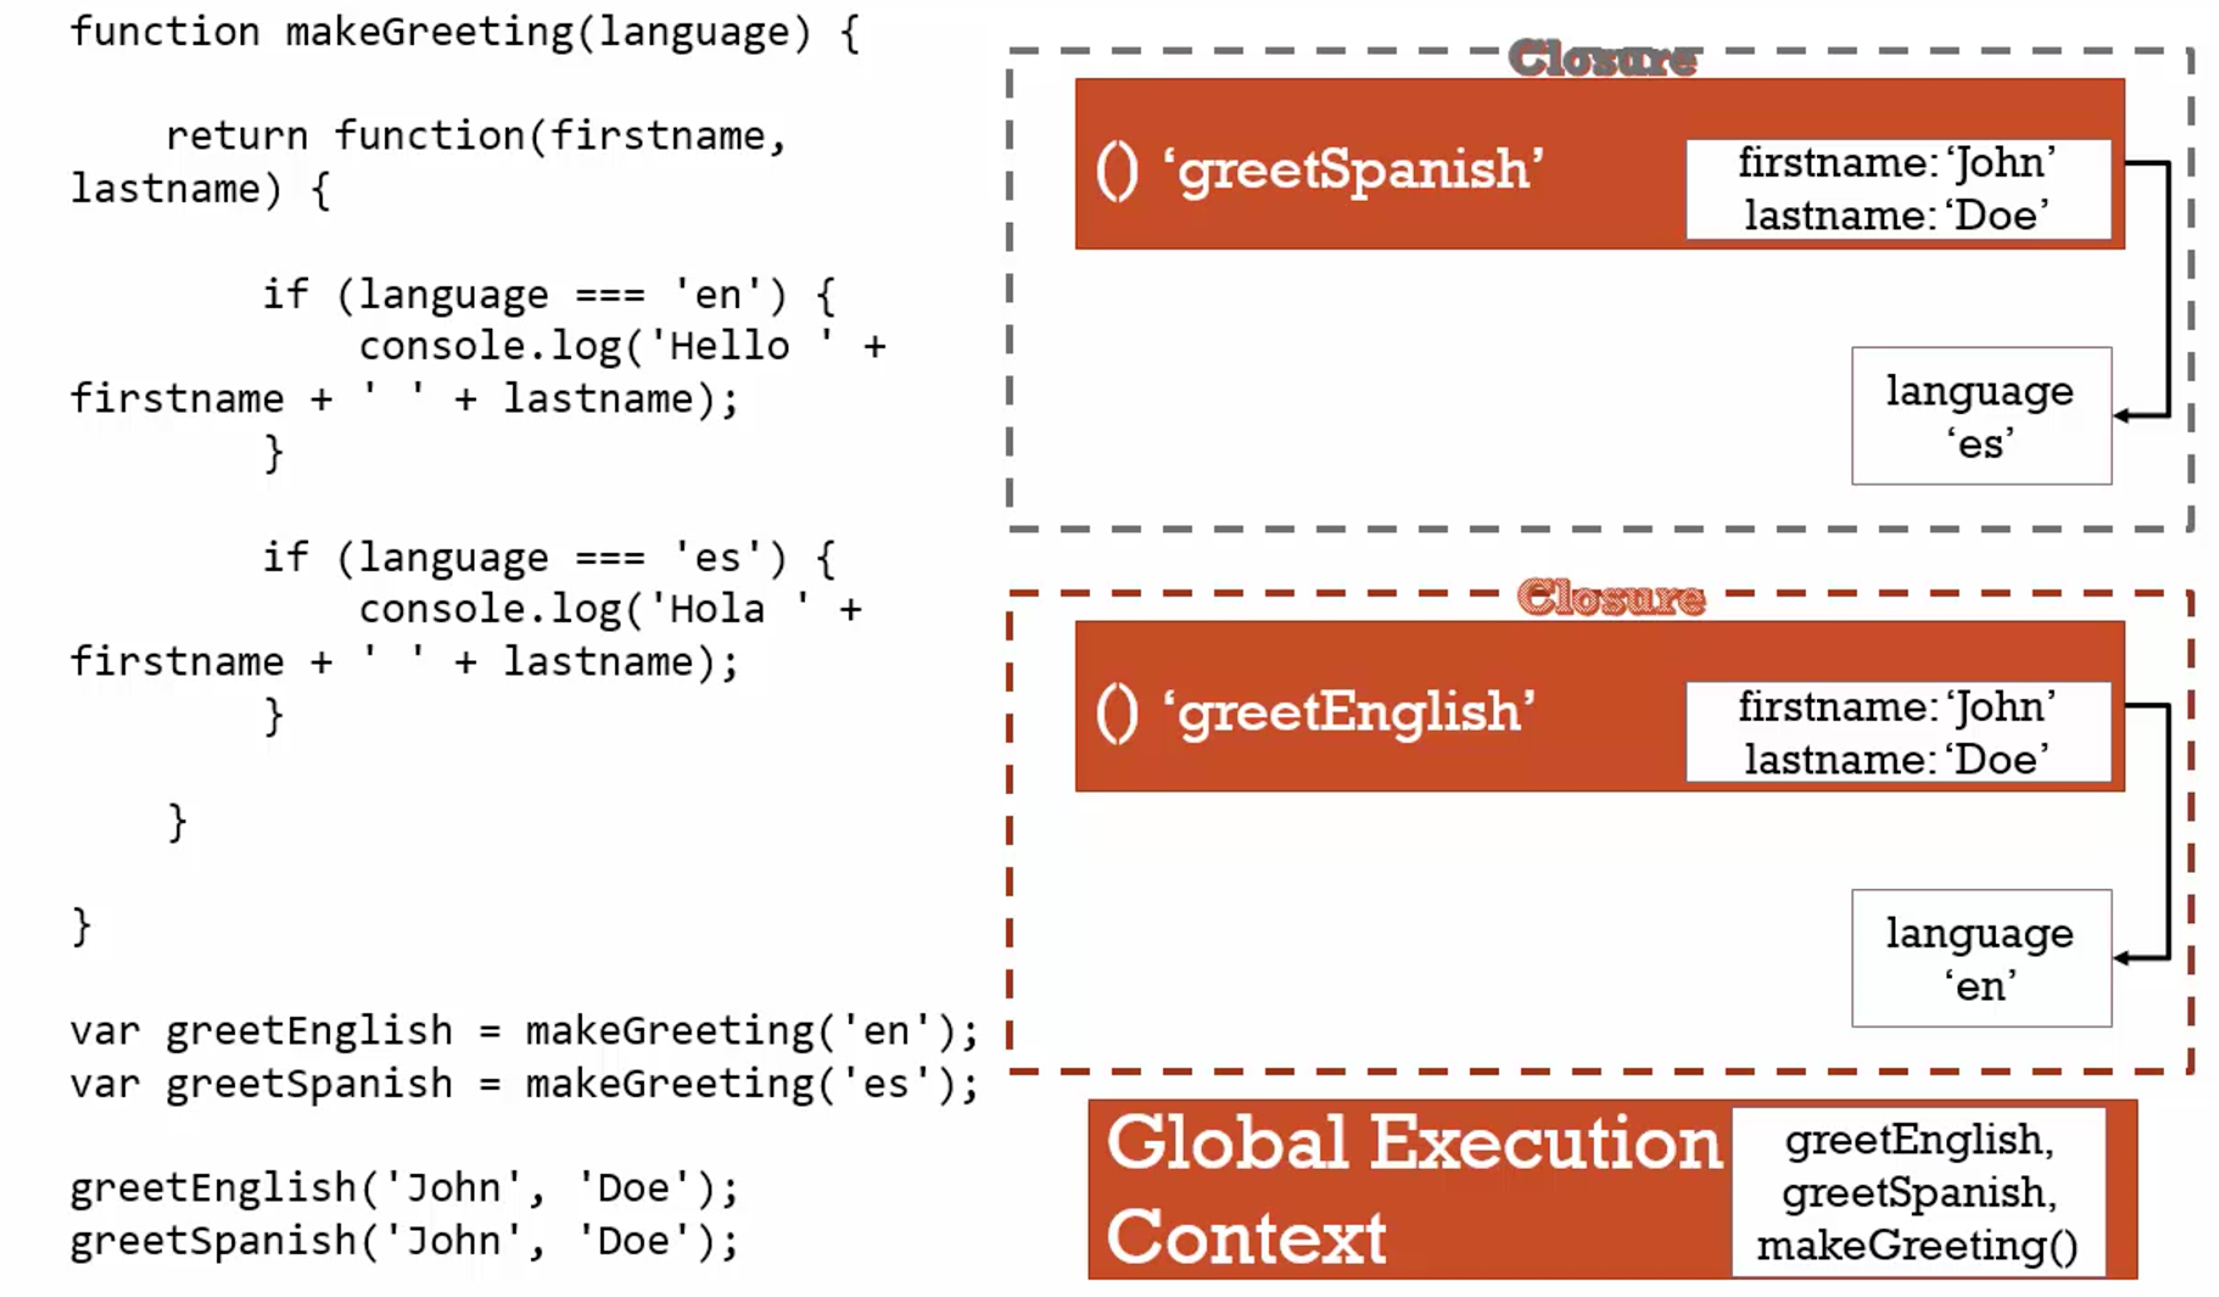 function makeGreeting(language) {
return function(firstname,
lastname) {
if (language === 'en') {
console.log('Hello ' +
firstname + ' ' + lastname);
}
if (language === 'es') {
console.log('Hola ' +
firstname + ' ' + lastname);
}
}
}
var greetEnglish = makeGreeting('en');
var greetSpanish = makeGreeting('es');
greetEnglish('John', 'Doe');
greetSpanish('John', 'Doe');
Closure
() ‘greetSpanish’
firstname: ‘John’
lastname: ‘Doe’
language
‘es’
Closure
() ‘greetEnglish’
firstname: ‘John’
lastname: ‘Doe’
language
‘en’
Global Execution
Context
greetEnglish,
greetSpanish,
makeGreeting()